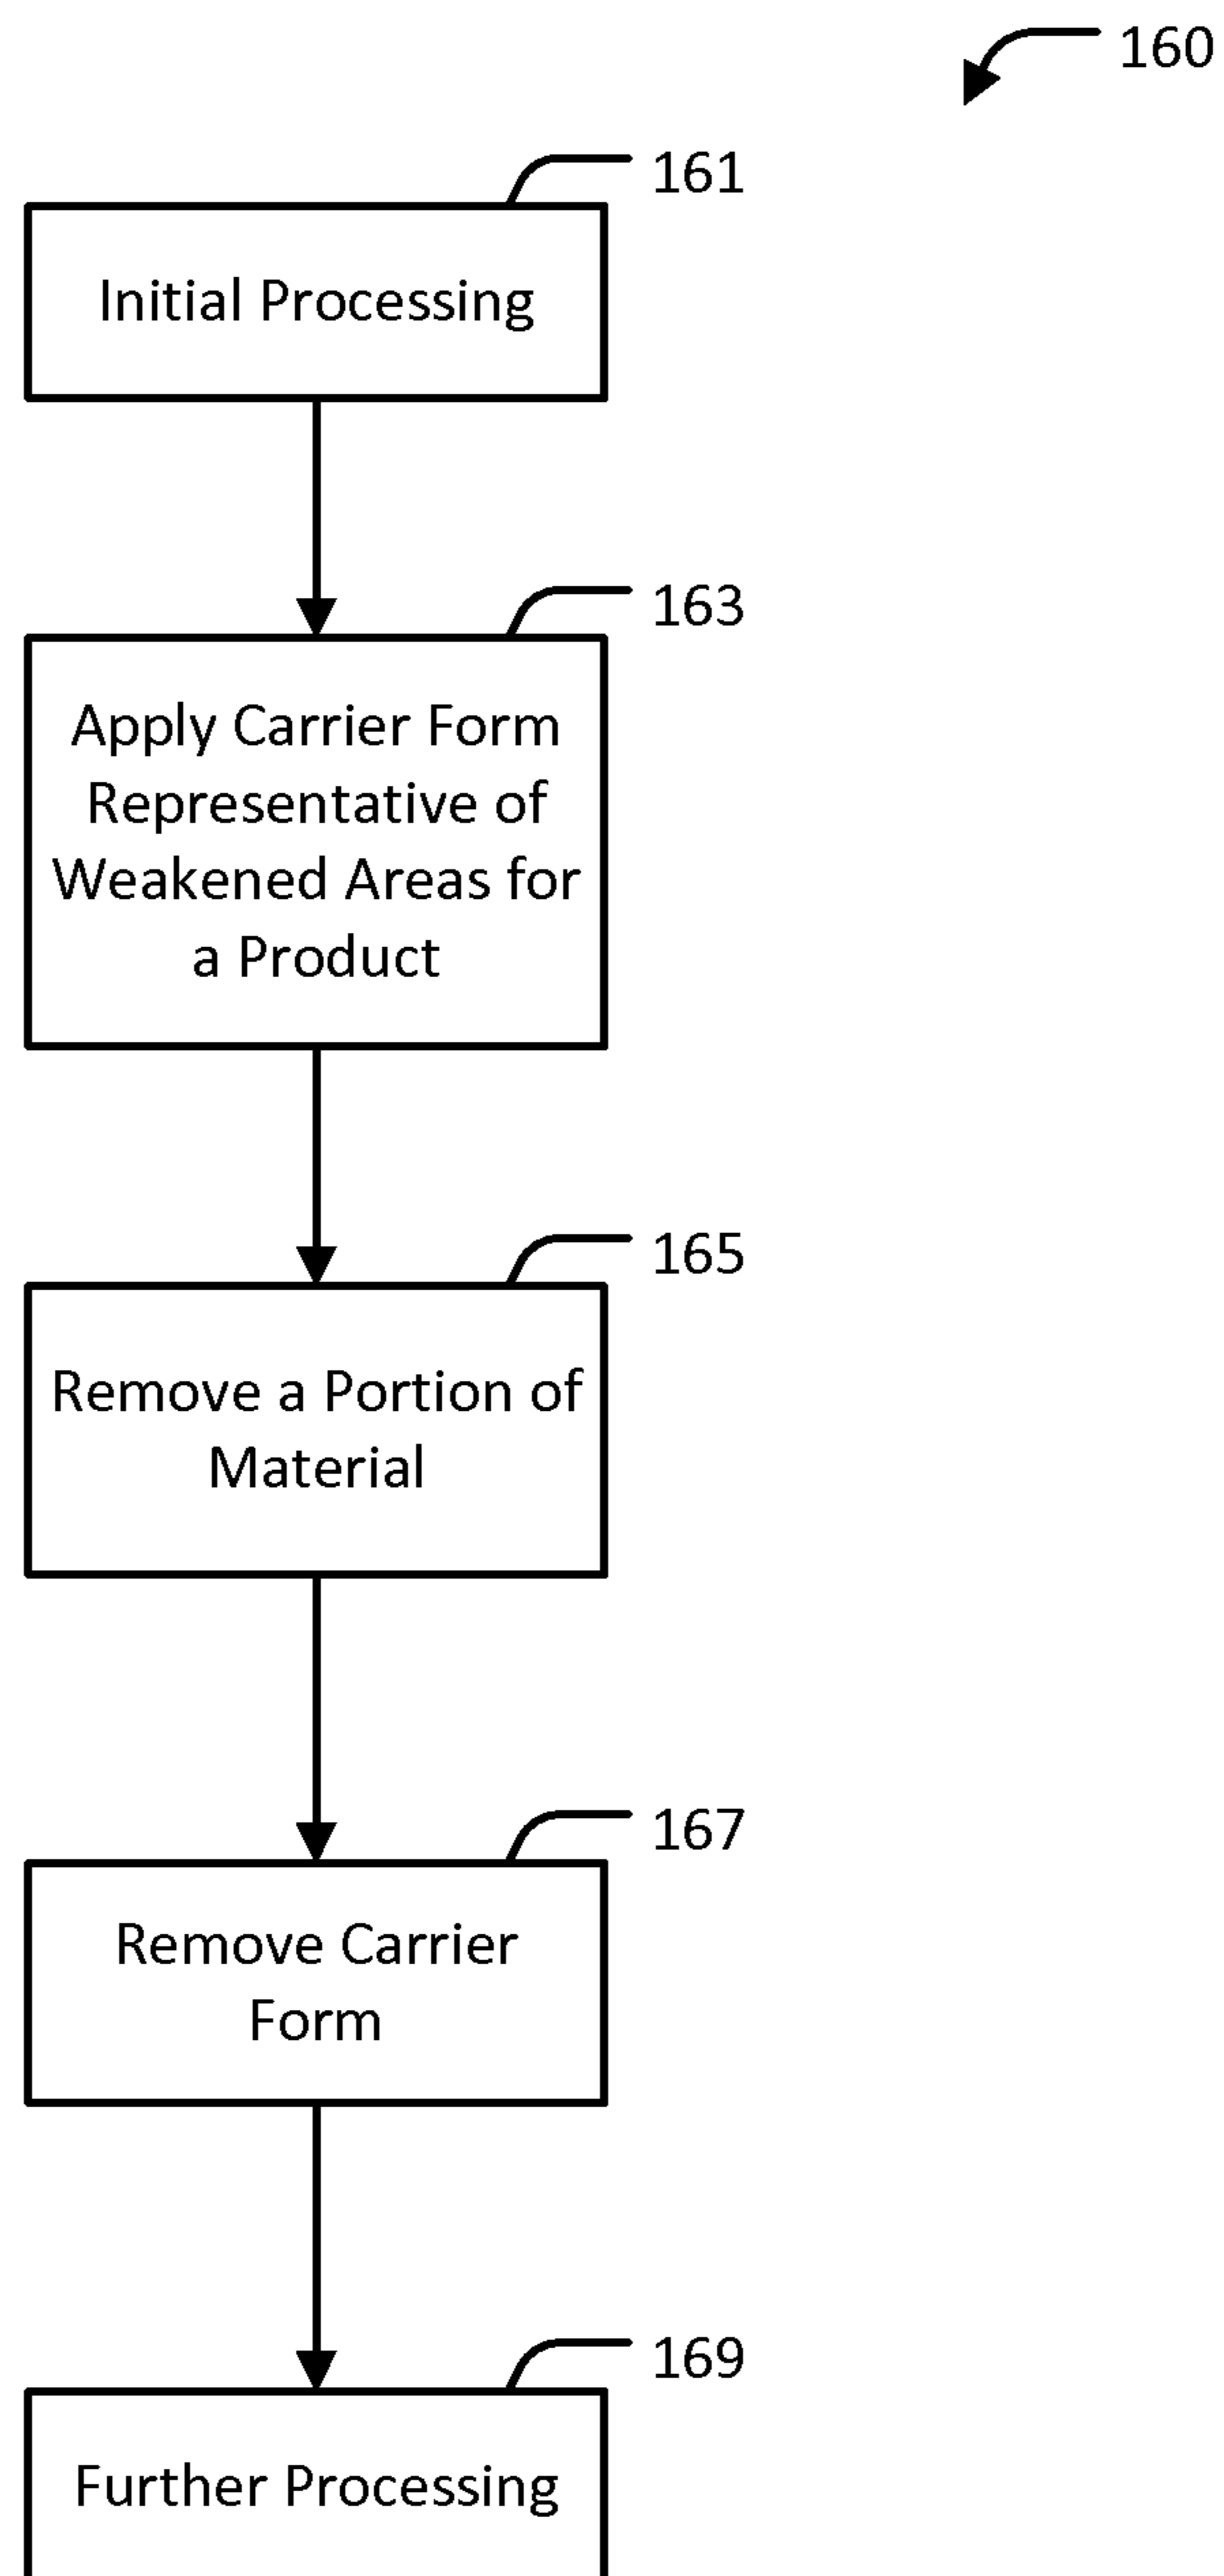 160
161
Initial Processing
163
Apply Carrier Form
Representative of
Weakened Areas for
a Product
165
Remove a Portion of
Material
167
Remove Carrier
Form
169
Further Processing